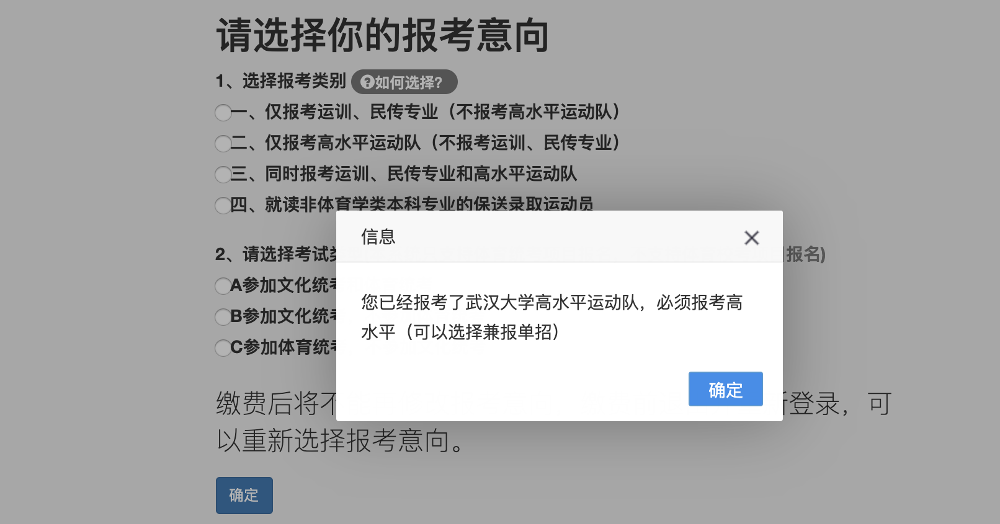 请选择你的报考意向
1、选择报考类别 ?如何选择?
一、仅报考运训、民传专业（不报考高水平运动队）
二、仅报考高水平运动队（不报考运训、民传专业）
三、同时报考运训、民传专业和高水平运动队
四、就读非体育学类本科专业的保送录取运动员
信息
2、请选择考试类 报名)
A参加文化统考
B参加文化统考
C参加体育统考
您已经报考了武汉大学高水平运动队，必须报考高
水平（可以选择兼报单招）
确定
缴费后将不 新登录，可
以重新选择报考意向。
确定